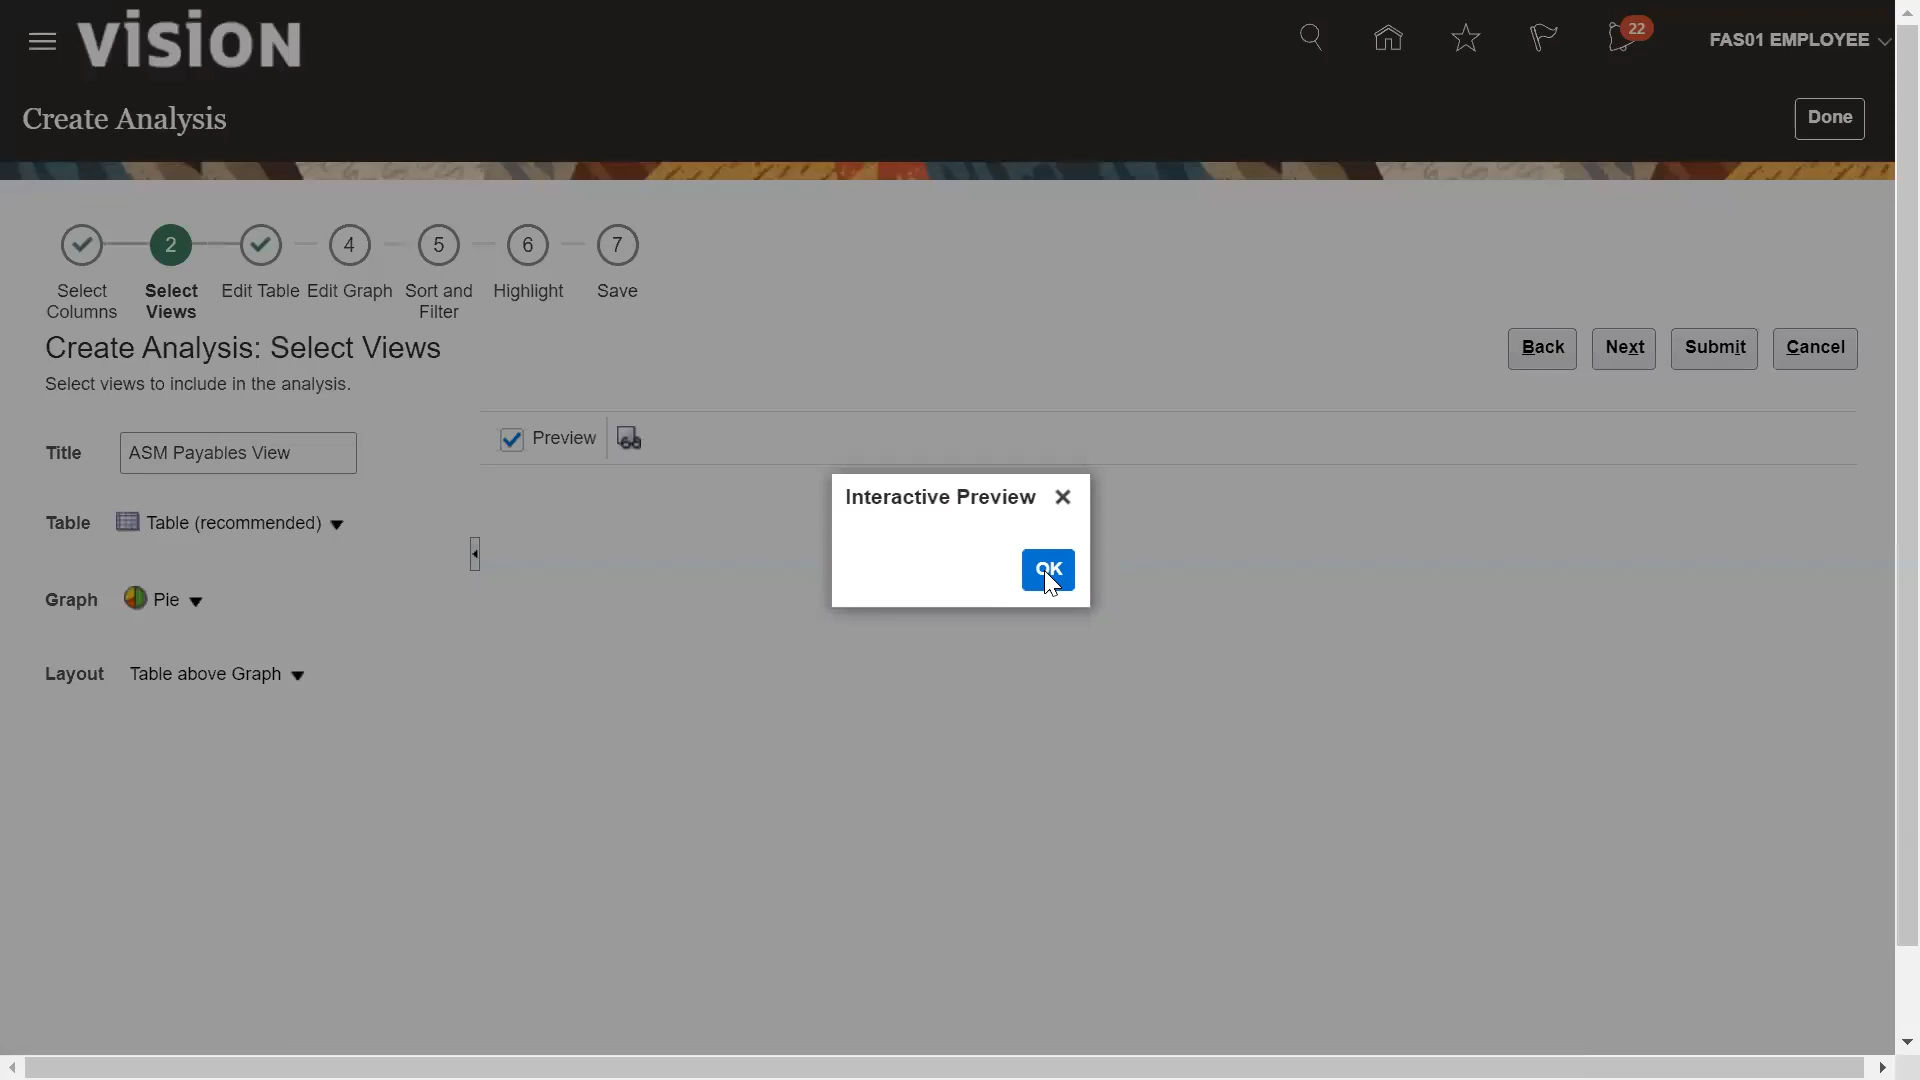 VISION
22
FAS01 EMPLOYEE
Create Analysis
Done
2
4
5
6
7
Select Columns
Select Views
Edit Table
Edit Graph
Sort and Filter
Highlight
Save
Create Analysis: Select Views
Back
Next
Submit
Cancel
Select views to include in the analysis.
Preview
Title
ASM Payables View
Interactive Preview
OK
Table
Table (recommended)
Graph
Pie
Layout
Table above Graph